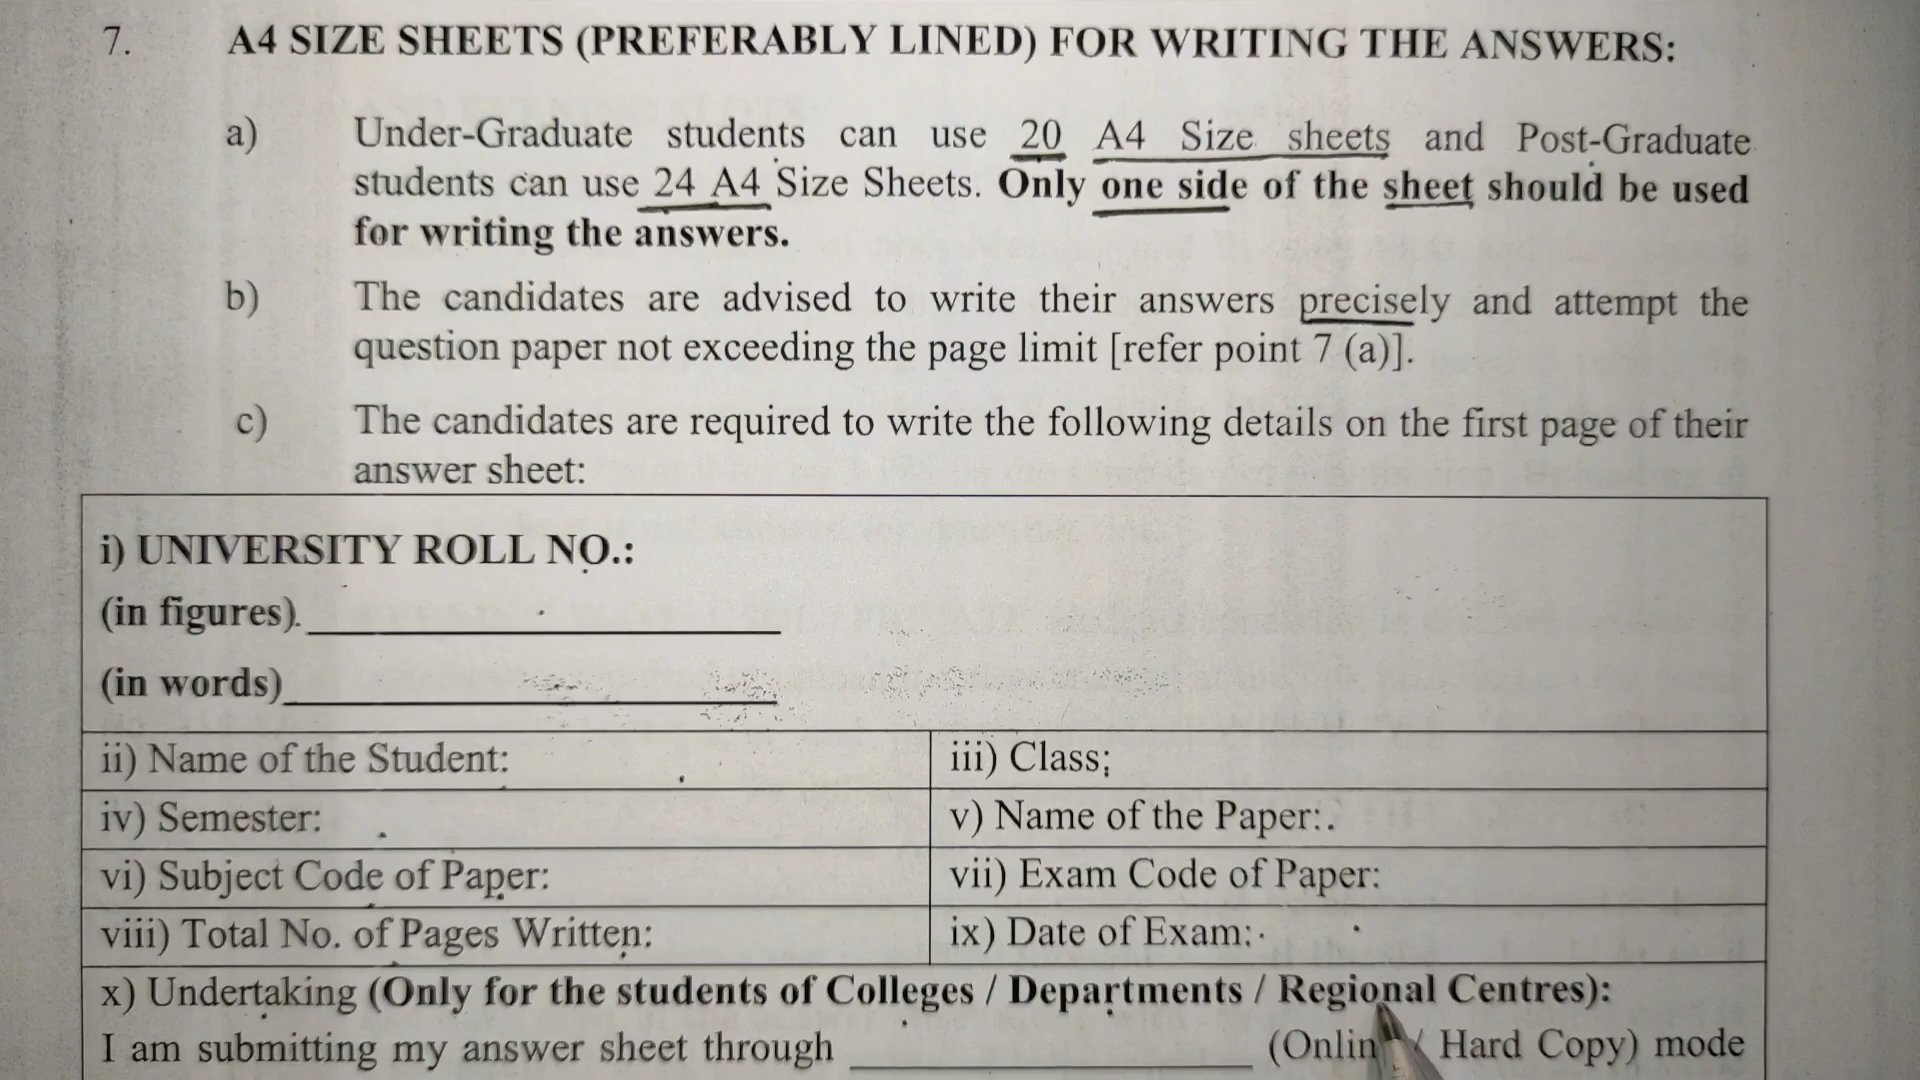 7. A4 SIZE SHEETS (PREFERABLY LINED) FOR WRITING THE ANSWERS:
a) Under-Graduate students can use 20 A4 Size sheets and Post-Graduate
students can use 24 A4 Size Sheets. Only one side of the sheet should be used
for writing the answers.
b) The candidates are advised to write their answers precisely and attempt the
question paper not exceeding the page limit [refer point 7 (a)].
c) The candidates are required to write the following details on the first page of their
answer sheet:
i) UNIVERSITY ROLL NO.:
(in figures)
(in words)
ii) Name of the Student: iii) Class:
iv) Semester: v) Name of the Paper:
vi) Subject Code of Paper: vii) Exam Code of Paper:
viii) Total No. of Pages Written: ix) Date of Exam:
x) Undertaking (Only for the students of Colleges / Departments / Regional Centres):
I am submitting my answer sheet through ____________ (Onlin / Hard Copy) mode